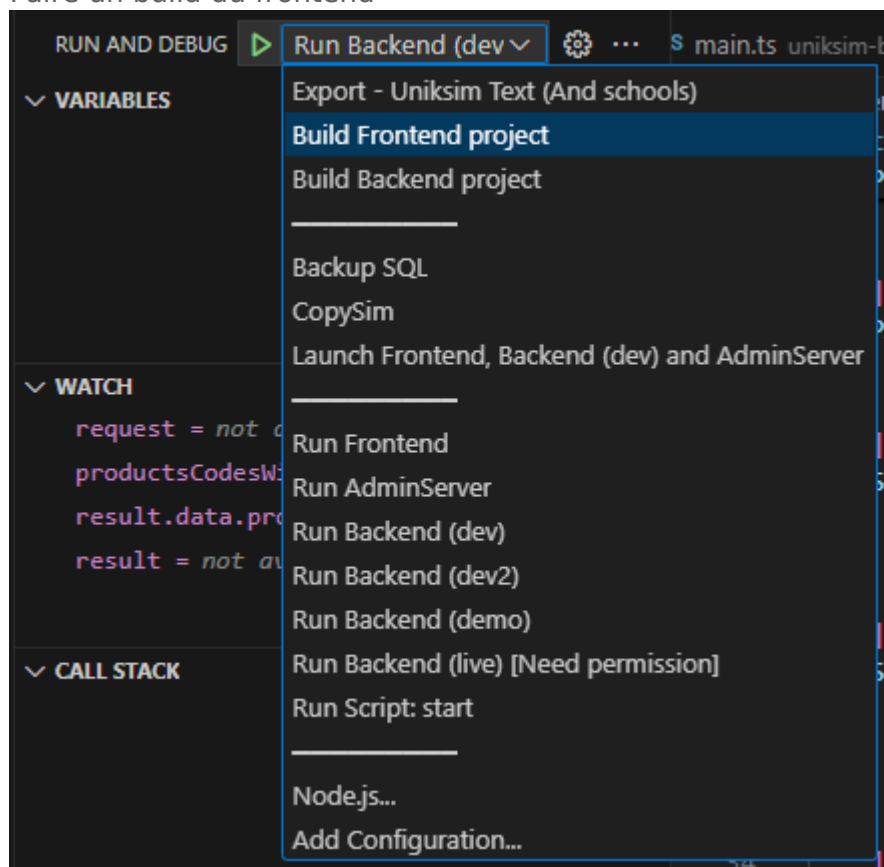 Faire un build du frontend
RUN AND DEBUG Run Backend (dev main.ts uniksim-b
VARIABLES
Export - Uniksim Text (And schools)
Build Frontend project
Build Backend project
Backup SQL
CopySim
Launch Frontend, Backend (dev) and AdminServer
WATCH
request = not
productsCodesWi
result.data.pro
result = not av
Run Frontend
Run AdminServer
Run Backend (dev)
Run Backend (dev2)
Run Backend (demo)
CALL STACK
Run Backend (live) [Need permission]
Run Script: start
Node.js...
Add Configuration...